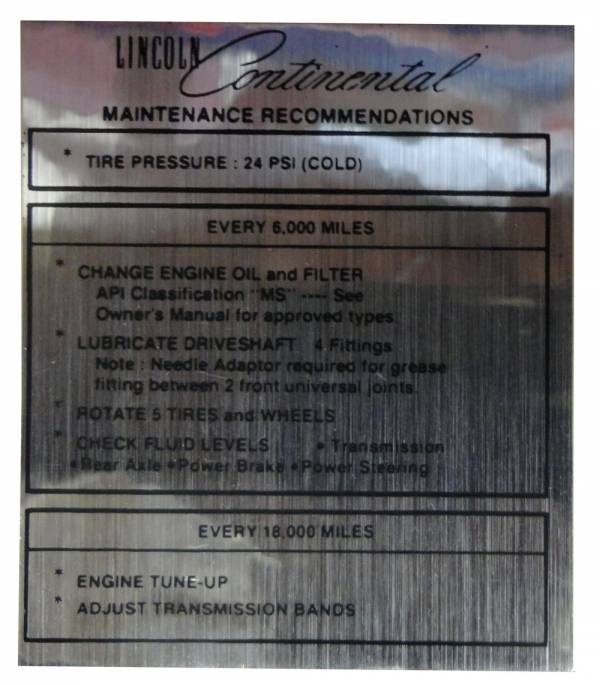 LINCOLN Continental
MAINTENANCE RECOMMENDATIONS
* TIRE PRESSURE : 24 PSI (COLD)
EVERY 6,000 MILES
* CHANGE ENGINE OIL and FILTER
API Classification "MS" ---- See
Owner's Manual for approved types.
* LUBRICATE DRIVESHAFT 4 Fittings
Note : Needle Adaptor required for grease
fitting between 2 front universal joints.
* ROTATE 5 TIRES and WHEELS
* CHECK FLUID LEVELS • Transmission
• Rear Axle • Power Brake • Power Steering
EVERY 18,000 MILES
* ENGINE TUNE-UP
* ADJUST TRANSMISSION BANDS